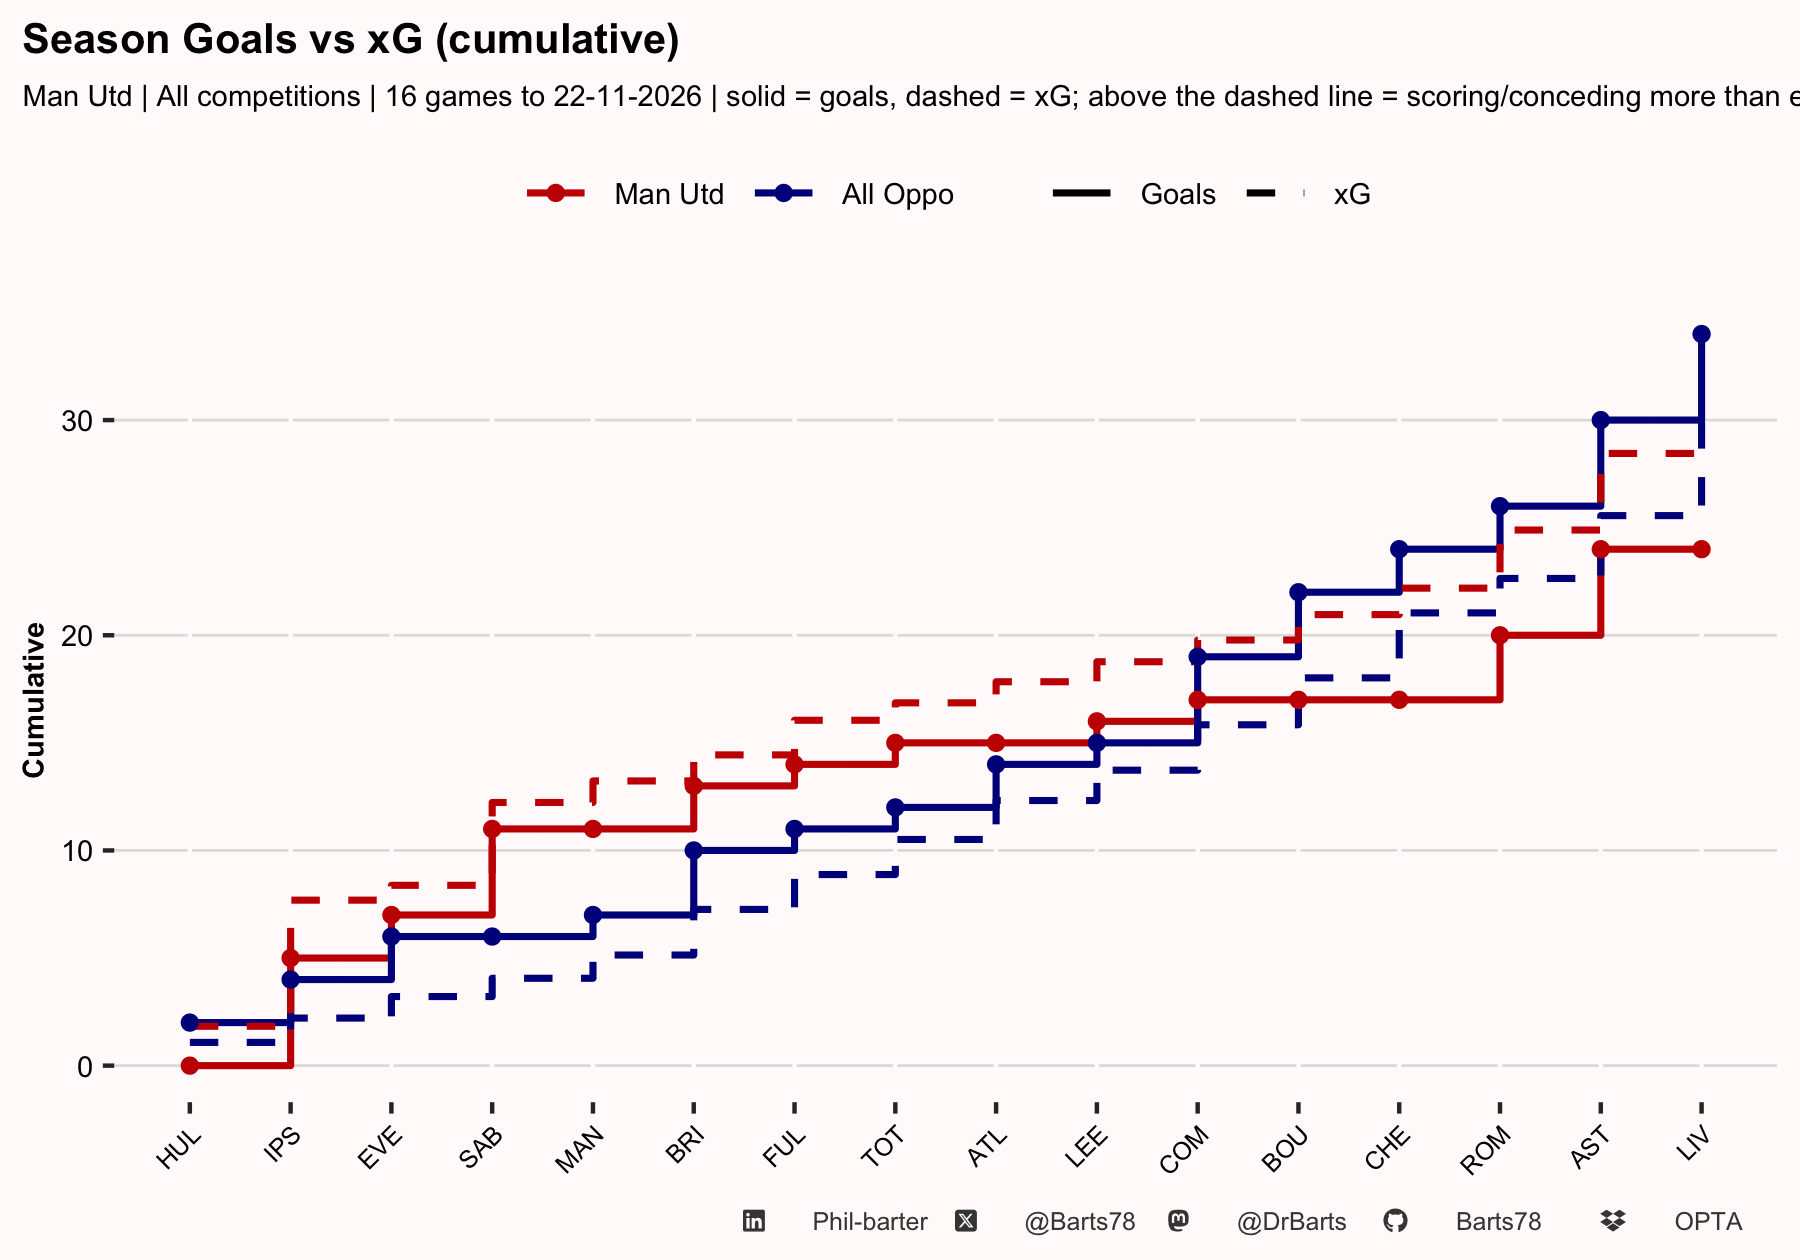 Season Goals vs xG (cumulative)
Man Utd | All competitions | 16 games to 22-11-2026 | solid = goals, dashed = xG; above the dashed line = scoring/conceding more than e
Man Utd All Oppo Goals xG
Cumulative
30
20
10
0
HUL IPS EVE SAB MAN BRI FUL TOT ATL LEE COM BOU CHE ROM AST LIV
Phil-barter @Barts78 @DrBarts Barts78 OPTA